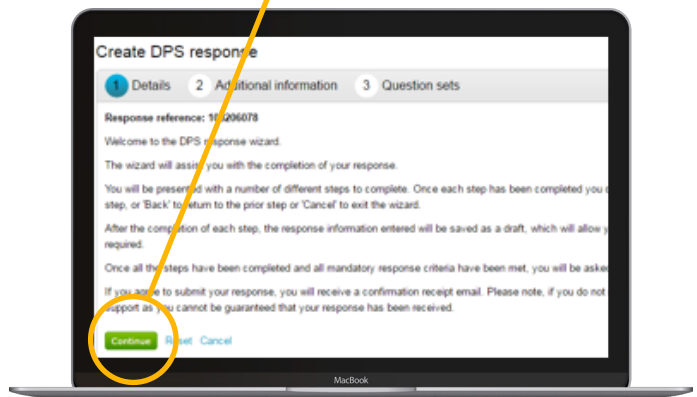 Create DPS response
1 Details 2 Additional information 3 Question sets
Response reference: 206078
Welcome to the DPS response wizard.
The wizard will assist you with the completion of your response.
You will be presented with a number of different steps to complete. Once each step has been completed you
step, or 'Back' to return to the prior step or 'Cancel' to exit the wizard.
After the completion of each step, the response information entered will be saved as a draft, which will allow
required.
Once all the steps have been completed and all mandatory response criteria have been met, you will be asked
If you agree to submit your response, you will receive a confirmation receipt email. Please note, if you do not
support as you cannot be guaranteed that your response has been received.
Continue Reset Cancel
MacBook